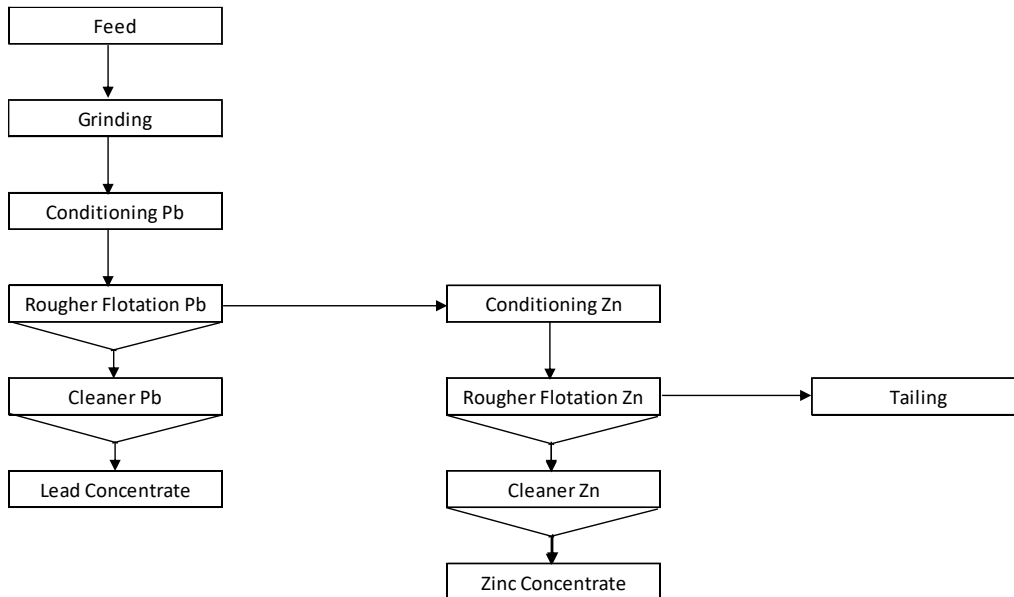 Feed
Grinding
Conditioning Pb
Rougher Flotation Pb
Conditioning Zn
Cleaner Pb
Rougher Flotation Zn
Tailing
Lead Concentrate
Cleaner Zn
Zinc Concentrate